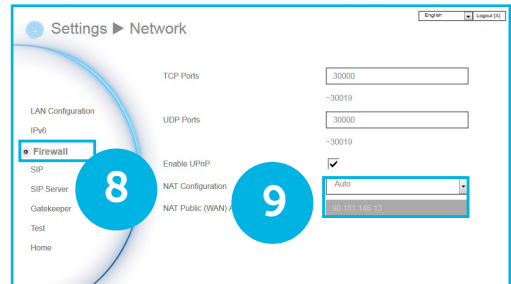 English Logout [X]
Settings ▶ Network
TCP Ports 30000
~30019
LAN Configuration
UDP Ports 30000
IPv6
~30019
Firewall
Enable UPnP
SIP
8
NAT Configuration
9
Auto
SIP Server
Gatekeeper
NAT Public (WAN) A
Test
Home